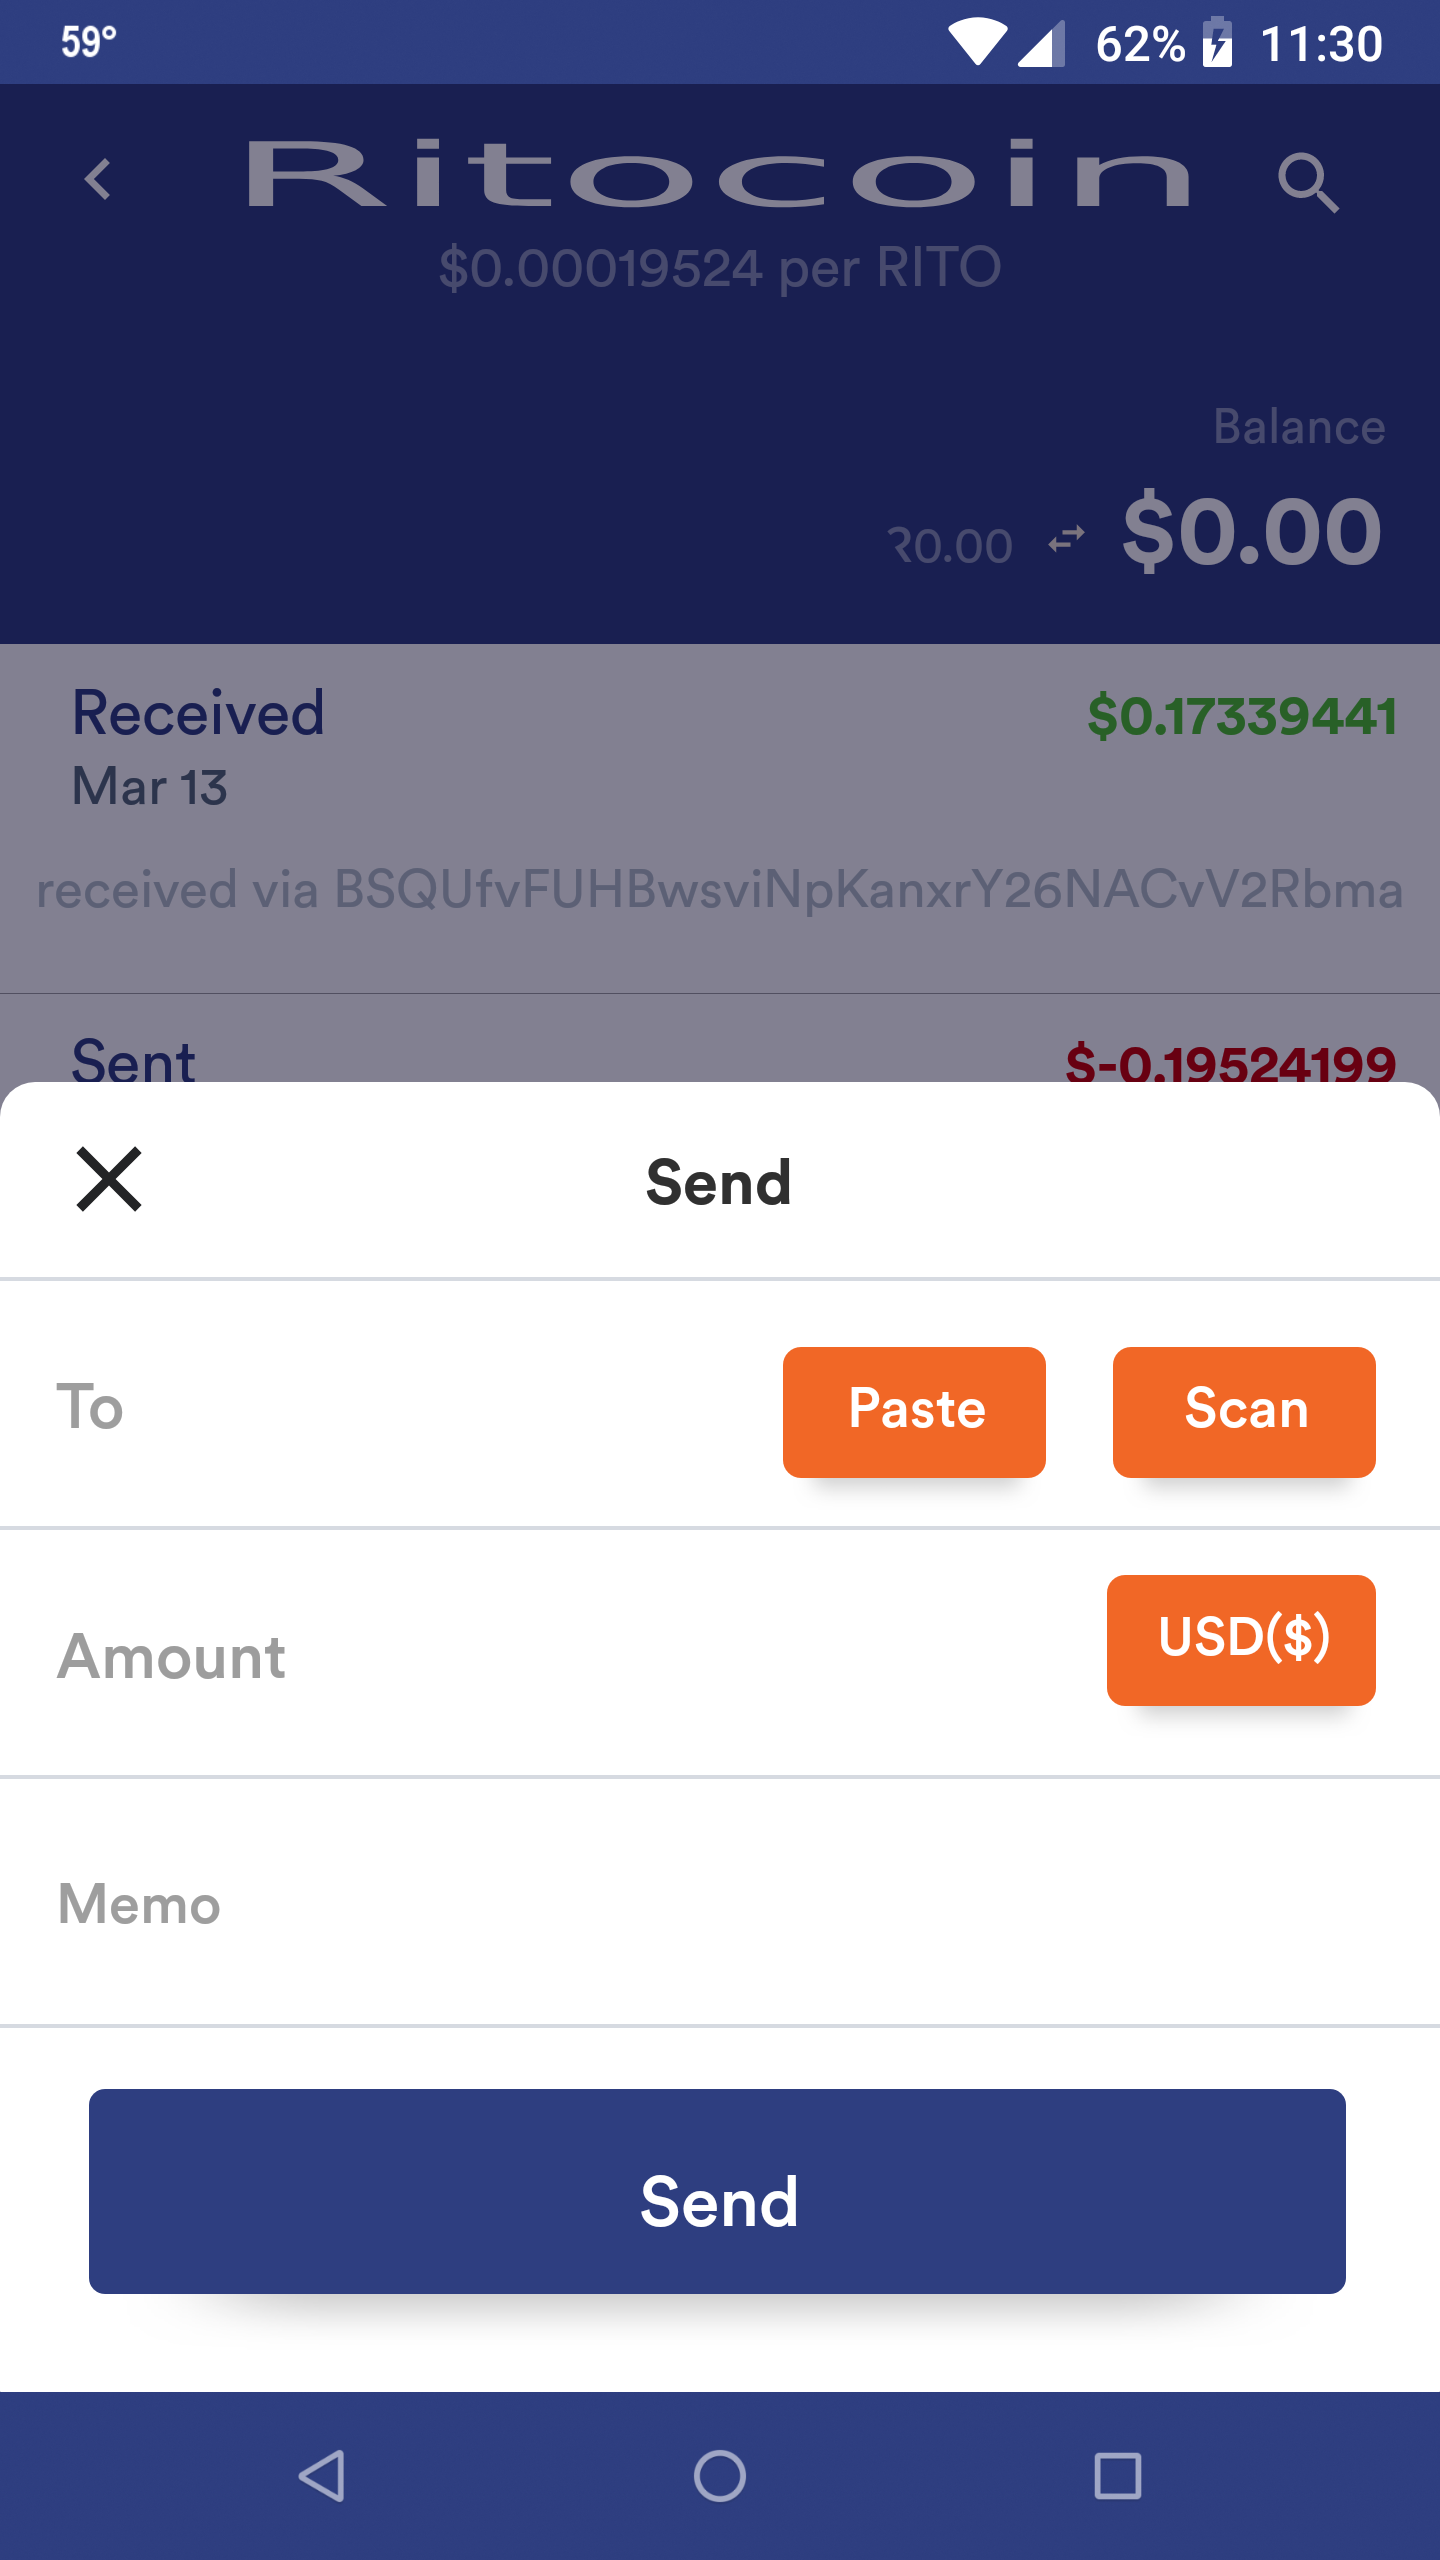 59°
62% 11:30
Ritocoin
$0.00019524 per RITO
Balance
Ɂ0.00 $0.00
Received $0.17339441
Mar 13
received via BSQUfvFUHBwsviNpKanxrY26NACvV2Rbma
Sent $-0.19524199
Send
To Paste Scan
Amount USD($)
Memo
Send